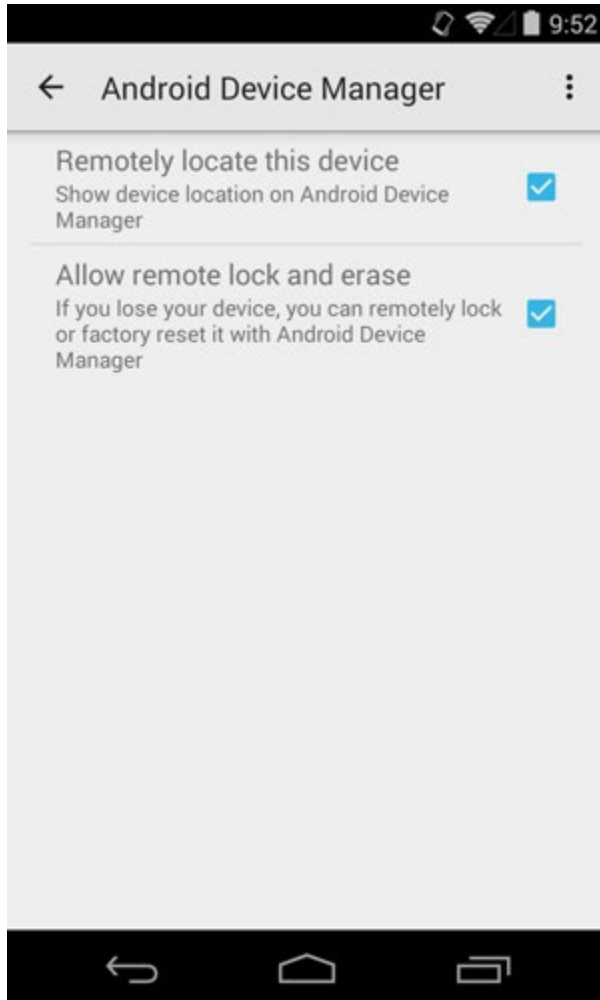 9:52
Android Device Manager
Remotely locate this device
Show device location on Android Device
Manager
Allow remote lock and erase
If you lose your device, you can remotely lock
or factory reset it with Android Device
Manager